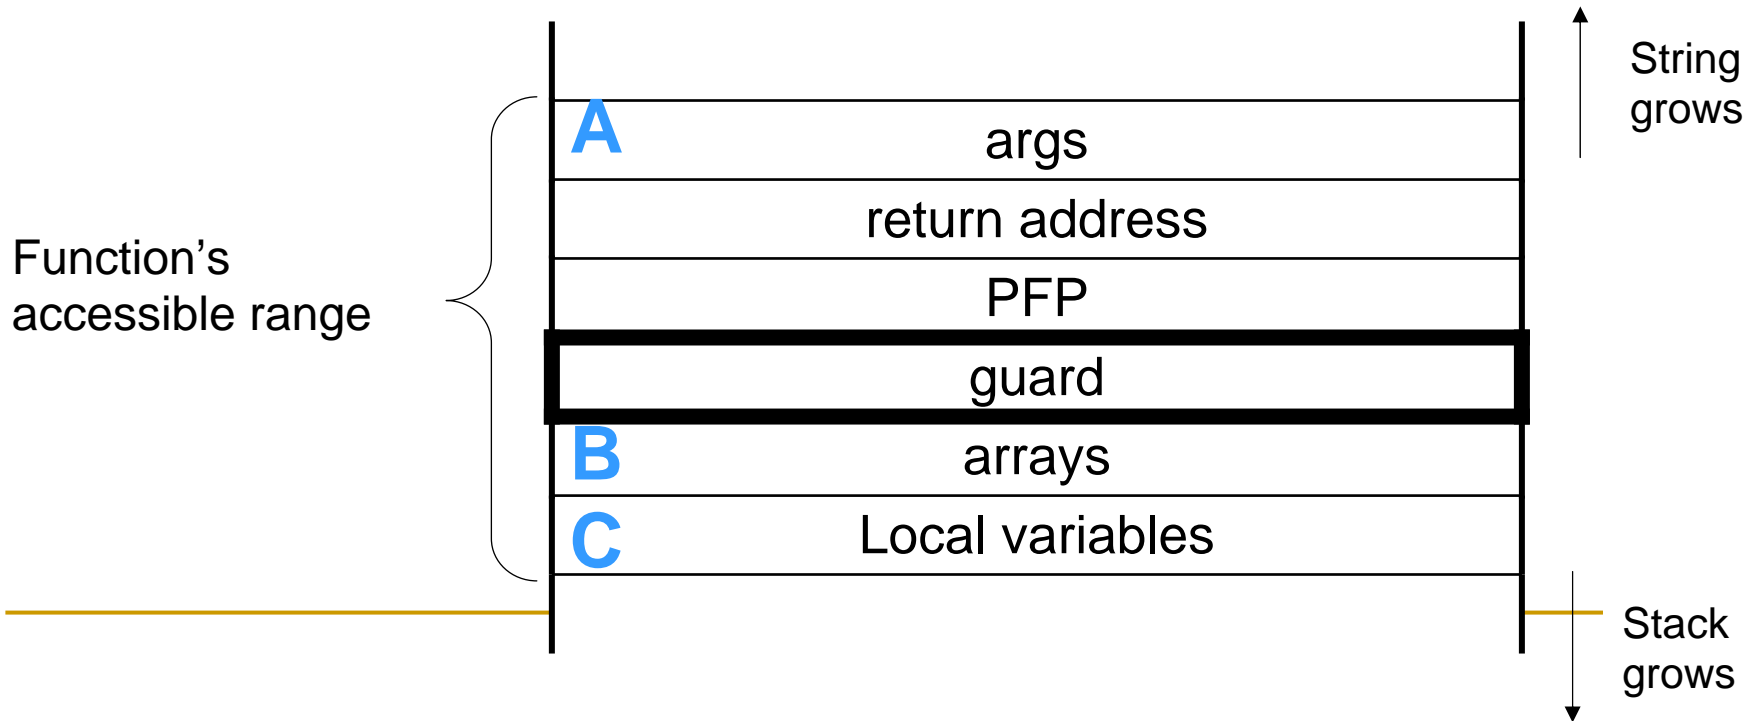 String
grows
A
args
return address
Function’s
accessible range
PFP
guard
B
arrays
C
Local variables
Stack
grows